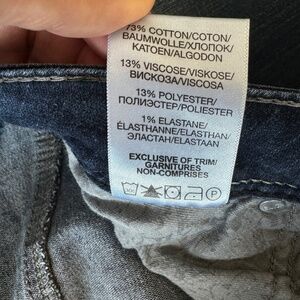 73% COTTON/COTON/
BAUMWOLLE/ХЛОПОК/
KATOEN/ALGODON
13% VISCOSE/VISKOSE/
ВИСКОЗА/VISCOSA
13% POLYESTER/
ПОЛИЭСТЕР/POLIESTER
1% ELASTANE/
ÉLASTHANNE/ELASTHAN/
ЭЛАСТАН/ELASTAAN
EXCLUSIVE OF TRIM/
GARNITURES
NON-COMPRISES
P